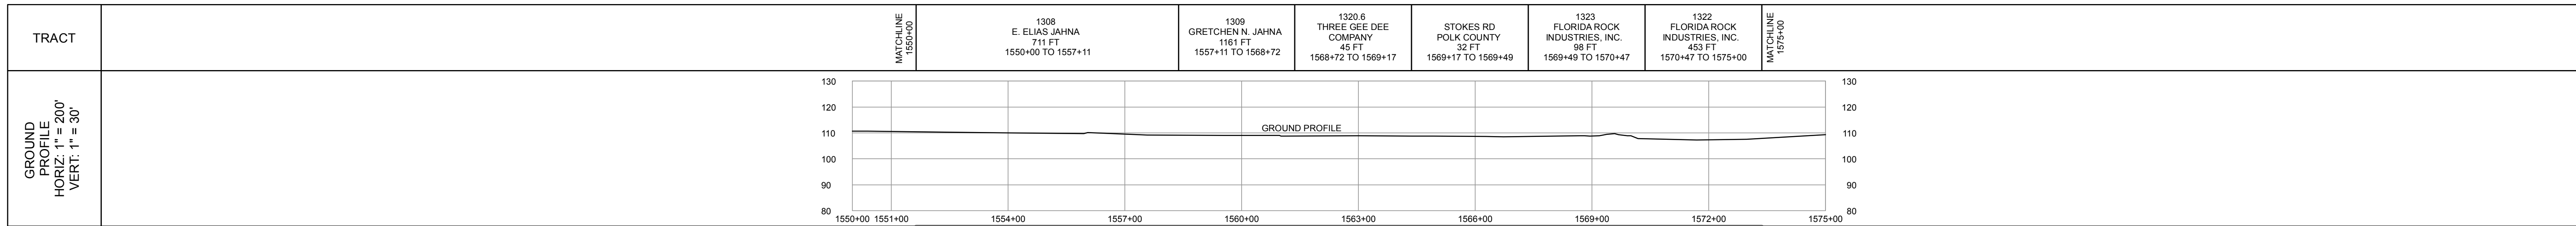 TRACT
MATCHLINE
1550+00
1308
E. ELIAS JAHNA
711 FT
1550+00 TO 1557+11
1309
GRETCHEN N. JAHNA
1161 FT
1557+11 TO 1568+72
1320.6
THREE GEE DEE
COMPANY
45 FT
1568+72 TO 1569+17
STOKES RD
POLK COUNTY
32 FT
1569+17 TO 1569+49
1323
FLORIDA ROCK
INDUSTRIES, INC.
98 FT
1569+49 TO 1570+47
1322
FLORIDA ROCK
INDUSTRIES, INC.
453 FT
1570+47 TO 1575+00
MATCHLINE
1575+00
GROUND
PROFILE
HORIZ: 1" = 200'
VERT: 1" = 30'
130
120
110
100
90
80
GROUND PROFILE
130
120
110
100
90
80
1550+00 1551+00 1554+00 1557+00 1560+00 1563+00 1566+00 1569+00 1572+00 1575+00